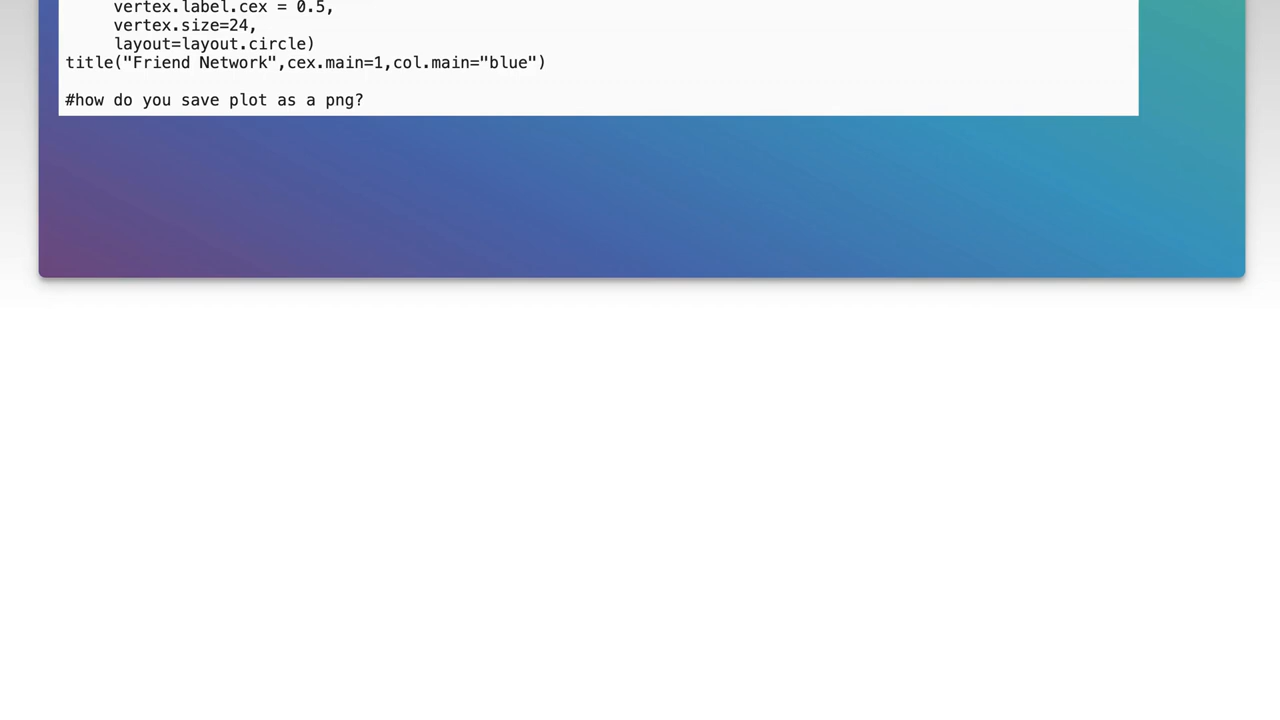 vertex.label.cex = 0.5,
vertex.size=24,
layout=layout.circle)
title("Friend Network",cex.main=1,col.main="blue")
#how do you save plot as a png?